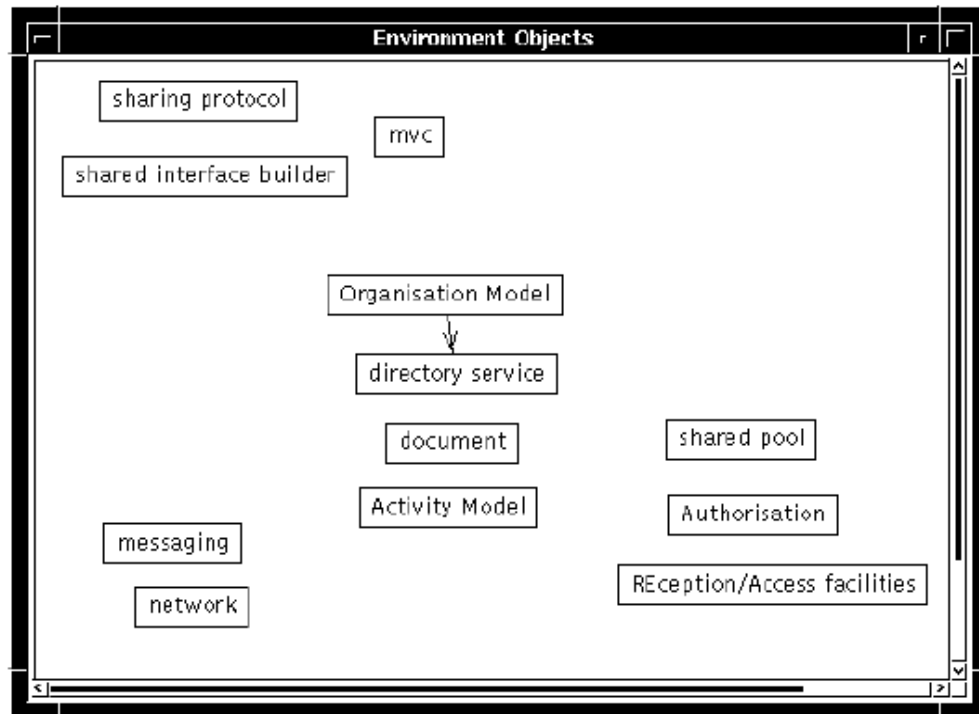 Environment Objects
sharing protocol
mvc
shared interface builder
Organisation Model
directory service
document
shared pool
Activity Model
Authorisation
messaging
REception/Access facilities
network